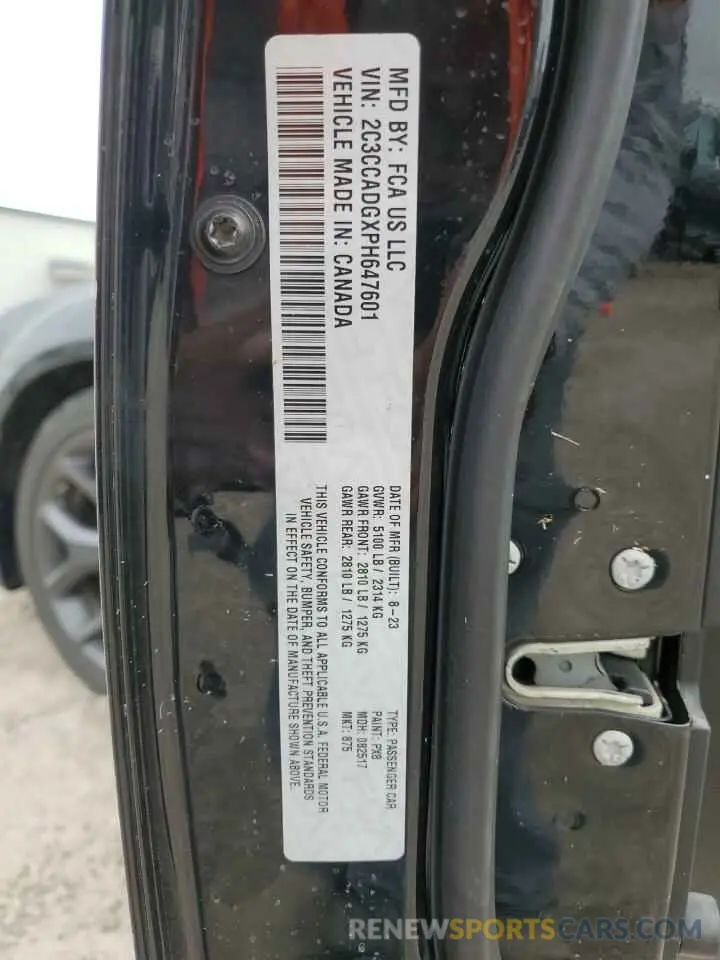 MFD BY: FCA US LLC
VIN: 2C3CCADGXPH647601
VEHICLE MADE IN: CANADA
DATE OF MFR (BUILT): 8-23
GVWR: 5100 LB / 2314 KG
GAWR FRONT: 2810 LB / 1275 KG
GAWR REAR: 2810 LB / 1275 KG
TYPE: PASSENGER CAR
PAINT: PX8
MDH: 082517
MKT: 875
THIS VEHICLE CONFORMS TO ALL APPLICABLE U.S.A. FEDERAL MOTOR
VEHICLE SAFETY, BUMPER, AND THEFT PREVENTION STANDARDS
IN EFFECT ON THE DATE OF MANUFACTURE SHOWN ABOVE.
RENEWSPORTSCARS.COM